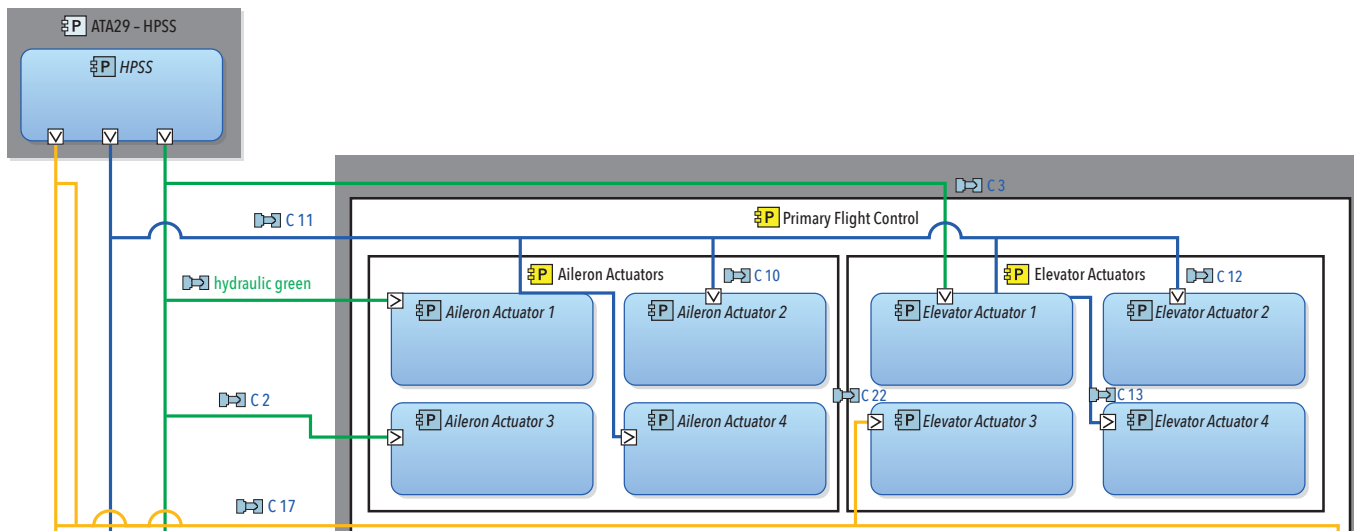 P ATA29 – HPSS
P HPSS
C 3
P Primary Flight Control
C 11
P Aileron Actuators
C 10
P Elevator Actuators
C 12
hydraulic green
P Aileron Actuator 1
P Aileron Actuator 2
P Elevator Actuator 1
P Elevator Actuator 2
C 2
C 22
C 13
P Aileron Actuator 3
P Aileron Actuator 4
P Elevator Actuator 3
P Elevator Actuator 4
C 17